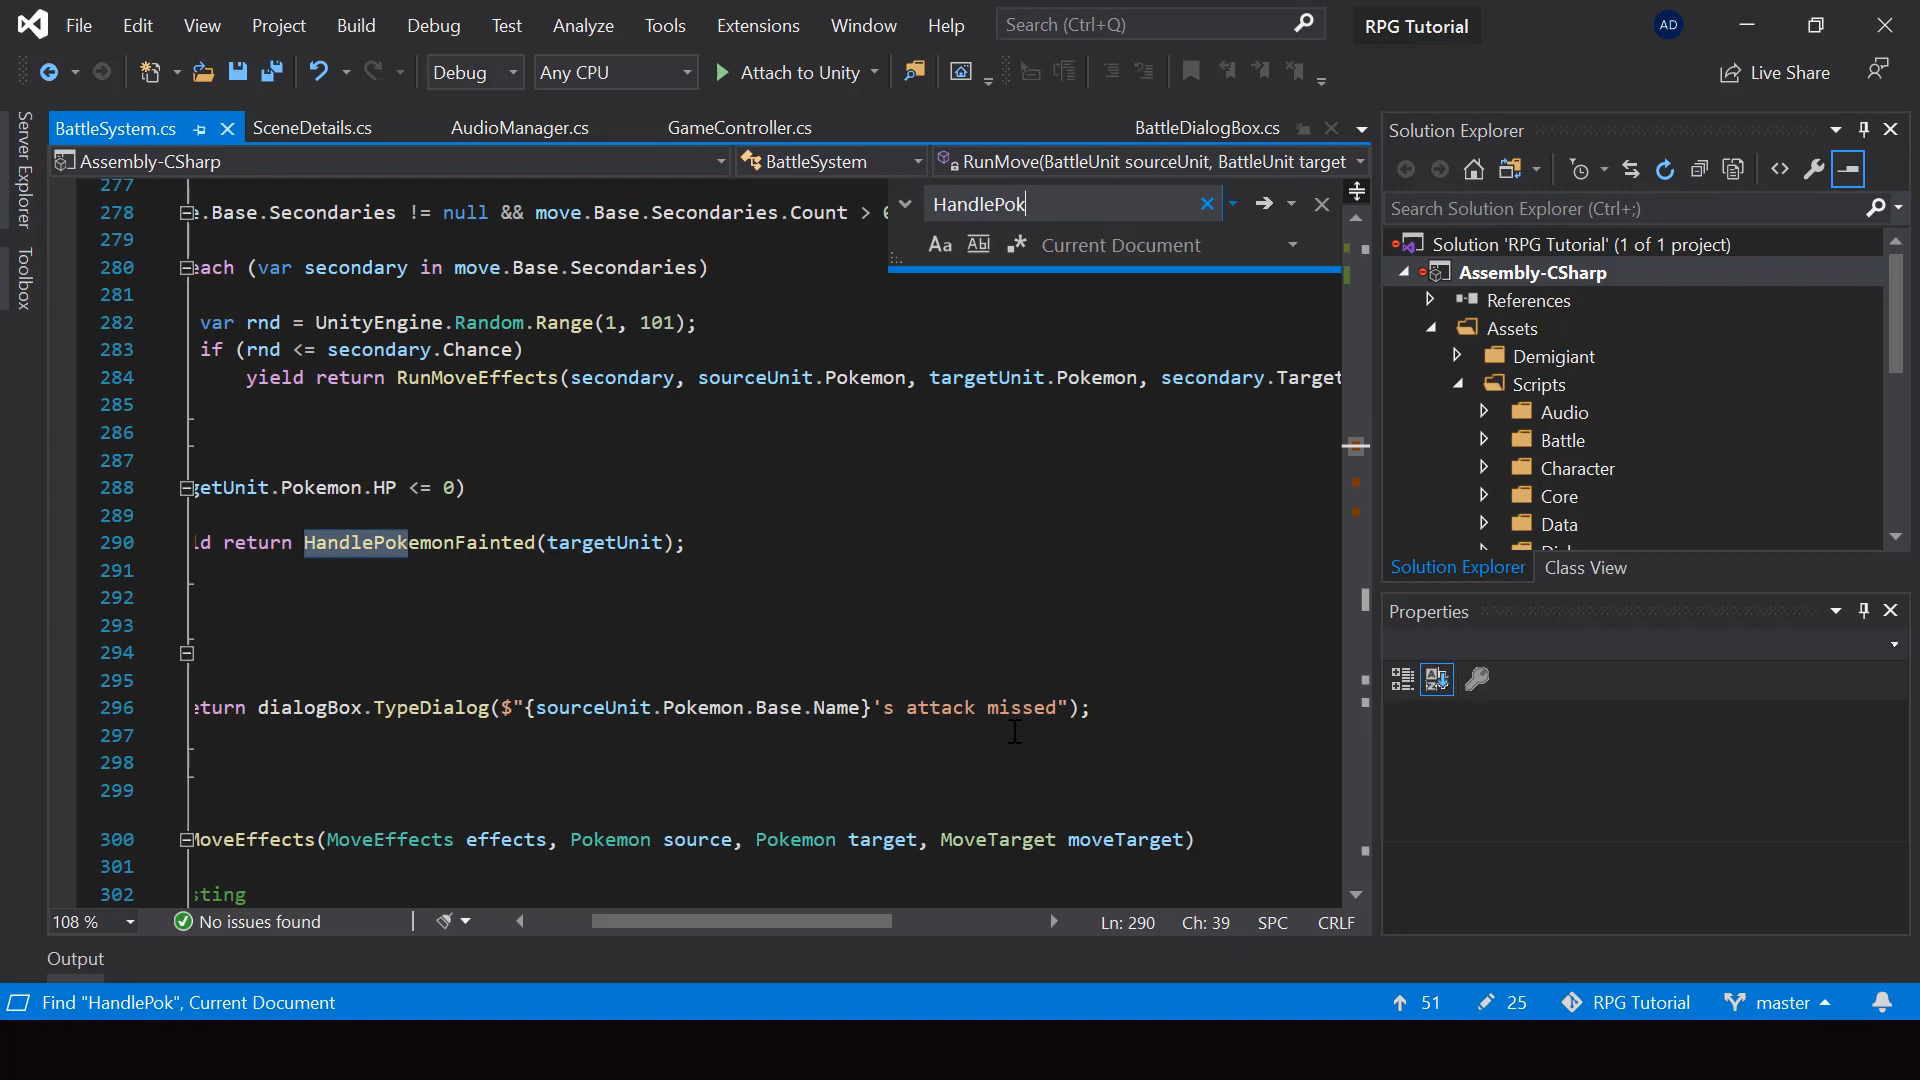 File Edit View Project Build Debug Test Analyze Tools Extensions Window Help Search (Ctrl+Q) RPG Tutorial AD
Debug Any CPU Attach to Unity Live Share
Server Explorer
Toolbox
BattleSystem.cs SceneDetails.cs AudioManager.cs GameController.cs BattleDialogBox.cs
Assembly-CSharp BattleSystem RunMove(BattleUnit sourceUnit, BattleUnit target
HandlePok
Aa Abl Current Document
277
278 e.Base.Secondaries != null && move.Base.Secondaries.Count > 0
279
280 each (var secondary in move.Base.Secondaries)
281
282 var rnd = UnityEngine.Random.Range(1, 101);
283 if (rnd <= secondary.Chance)
284 yield return RunMoveEffects(secondary, sourceUnit.Pokemon, targetUnit.Pokemon, secondary.Target
285
286
287
288 getUnit.Pokemon.HP <= 0)
289
290 ld return HandlePokemonFainted(targetUnit);
291
292
293
294
295
296 eturn dialogBox.TypeDialog($"{sourceUnit.Pokemon.Base.Name}'s attack missed");
297
298
299
300 MoveEffects(MoveEffects effects, Pokemon source, Pokemon target, MoveTarget moveTarget)
301
302 sting
108 % No issues found Ln: 290 Ch: 39 SPC CRLF
Output
Solution Explorer
Search Solution Explorer (Ctrl+;)
Solution 'RPG Tutorial' (1 of 1 project)
Assembly-CSharp
References
Assets
Demigiant
Scripts
Audio
Battle
Character
Core
Data
Solution Explorer Class View
Properties
Find "HandlePok", Current Document 51 25 RPG Tutorial master